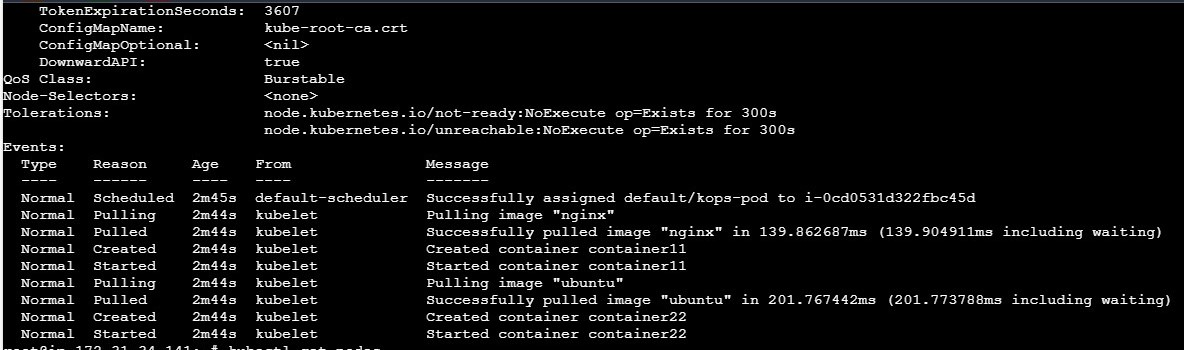 TokenExpirationSeconds: 3607
ConfigMapName: kube-root-ca.crt
ConfigMapOptional: <nil>
DownwardAPI: true
QoS Class: Burstable
Node-Selectors: <none>
Tolerations: node.kubernetes.io/not-ready:NoExecute op=Exists for 300s
node.kubernetes.io/unreachable:NoExecute op=Exists for 300s
Events:
Type Reason Age From Message
---- ------ ---- ---- -------
Normal Scheduled 2m45s default-scheduler Successfully assigned default/kops-pod to i-0cd0531d322fbc45d
Normal Pulling 2m44s kubelet Pulling image "nginx"
Normal Pulled 2m44s kubelet Successfully pulled image "nginx" in 139.862687ms (139.904911ms including waiting)
Normal Created 2m44s kubelet Created container container11
Normal Started 2m44s kubelet Started container container11
Normal Pulling 2m44s kubelet Pulling image "ubuntu"
Normal Pulled 2m44s kubelet Successfully pulled image "ubuntu" in 201.767442ms (201.773788ms including waiting)
Normal Created 2m44s kubelet Created container container22
Normal Started 2m44s kubelet Started container container22